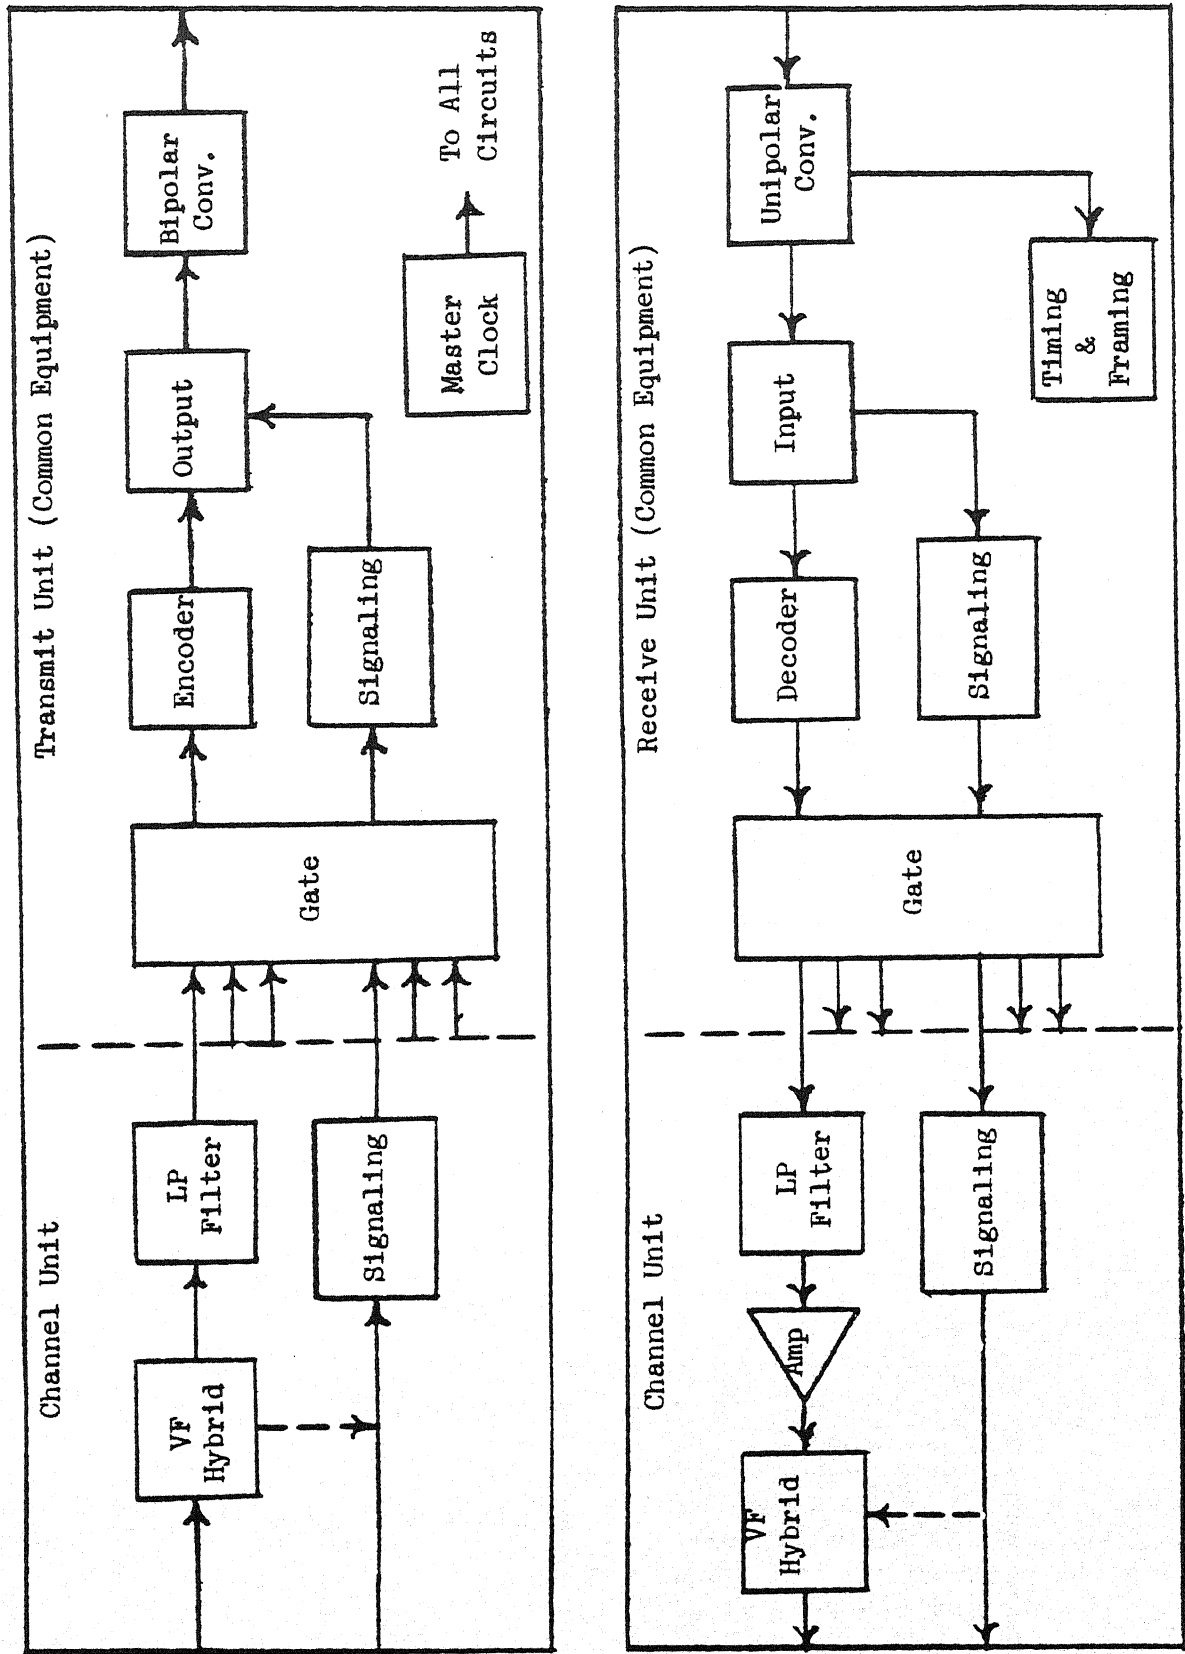 Transmit Unit (Common Equipment)
Channel Unit
VF
Hybrid
LP
Filter
Signaling
Gate
Encoder
Signaling
Output
Bipolar
Conv.
Master
Clock
To All
Circuits
Receive Unit (Common Equipment)
Channel Unit
VF
Hybrid
Amp
LP
Filter
Signaling
Gate
Decoder
Signaling
Input
Unipolar
Conv.
Timing
&
Framing